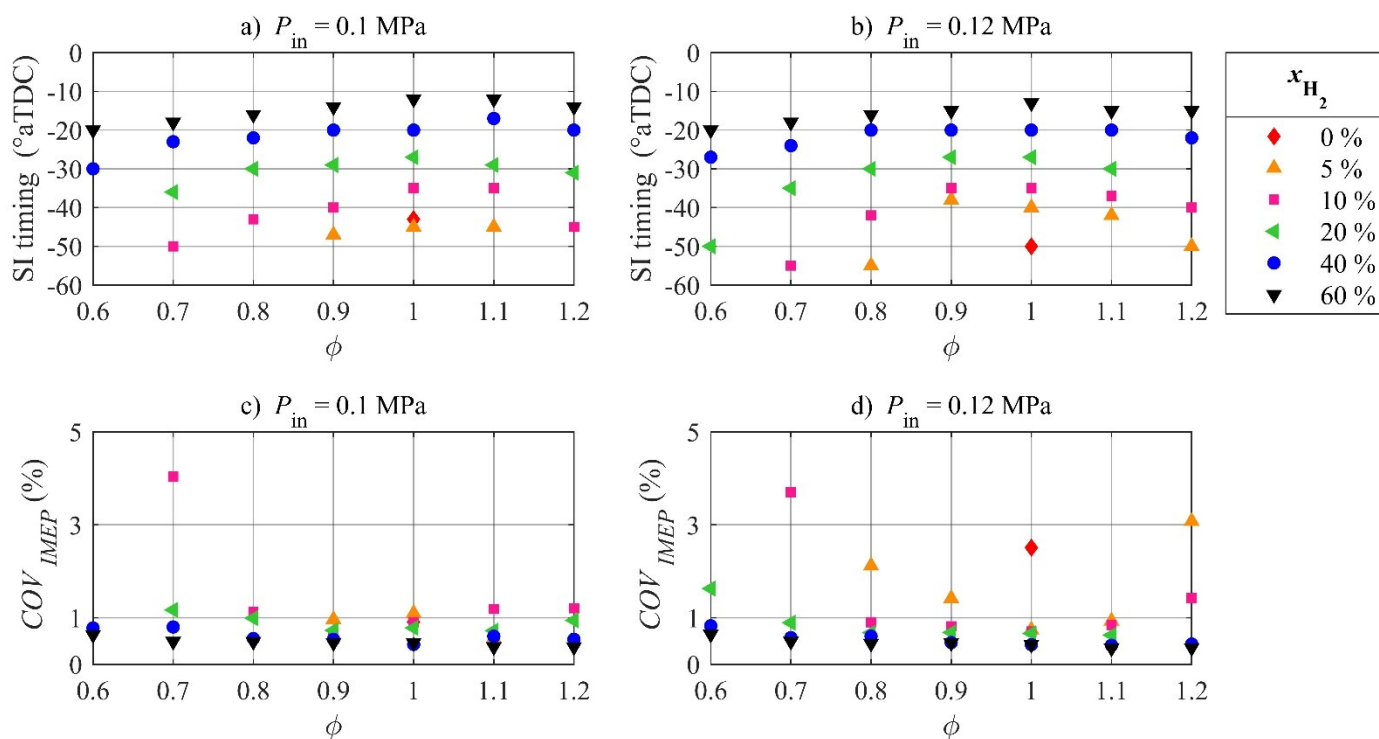 a) P_in = 0.1 MPa
SI timing (°aTDC)
0
-10
-20
-30
-40
-50
-60
0.6 0.7 0.8 0.9 1 1.1 1.2
ϕ
b) P_in = 0.12 MPa
SI timing (°aTDC)
0
-10
-20
-30
-40
-50
-60
0.6 0.7 0.8 0.9 1 1.1 1.2
ϕ
x_H₂
0 %
5 %
10 %
20 %
40 %
60 %
c) P_in = 0.1 MPa
COV_IMEP (%)
5
3
1
0
0.6 0.7 0.8 0.9 1 1.1 1.2
ϕ
d) P_in = 0.12 MPa
COV_IMEP (%)
5
3
1
0
0.6 0.7 0.8 0.9 1 1.1 1.2
ϕ